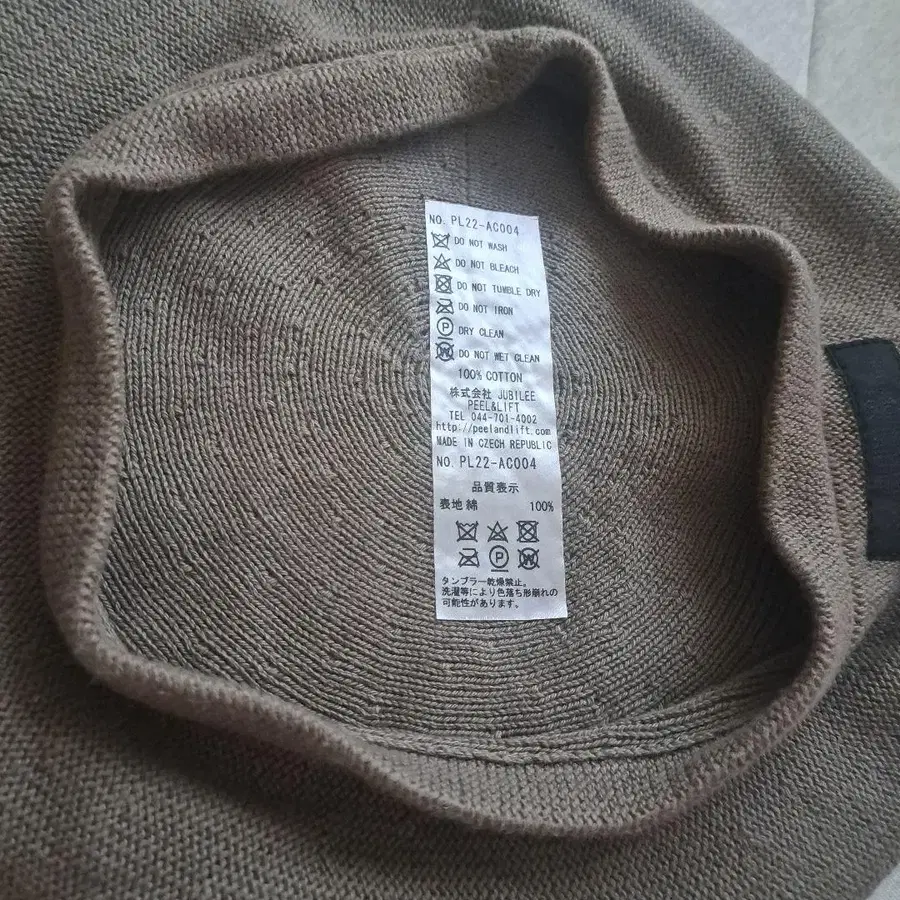 NO. PL22-AC004
DO NOT WASH
DO NOT BLEACH
DO NOT TUMBLE DRY
DO NOT IRON
P DRY CLEAN
W DO NOT WET CLEAN
100% COTTON
株式会社 JUBILEE
PEEL&LIFT
TEL 044-701-4002
http://peelandlift.com
MADE IN CZECH REPUBLIC
NO. PL22-AC004
品質表示
表地 綿 100%
P W
タンブラー乾燥禁止。
洗濯等により色落ち形崩れの
可能性があります。